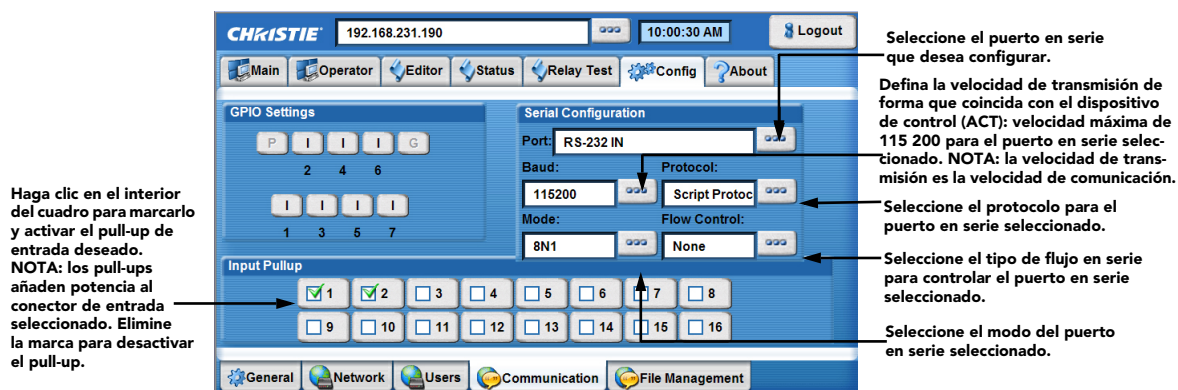 CHRISTIE 192.168.231.190 10:00:30 AM Logout
Main Operator Editor Status Relay Test Config About
GPIO Settings
P I I I G
2 4 6
I I I I
1 3 5 7
Serial Configuration
Port: RS-232 IN
Baud: Protocol:
115200 Script Protoc
Mode: Flow Control:
8N1 None
Input Pullup
1 2 3 4 5 6 7 8
9 10 11 12 13 14 15 16
General Network Users Communication File Management
Haga clic en el interior
del cuadro para marcarlo
y activar el pull-up de
entrada deseado.
NOTA: los pull-ups
añaden potencia al
conector de entrada
seleccionado. Elimine
la marca para desactivar
el pull-up.
Seleccione el puerto en serie
que desea configurar.
Defina la velocidad de transmisión de
forma que coincida con el dispositivo
de control (ACT): velocidad máxima de
115 200 para el puerto en serie selec-
cionado. NOTA: la velocidad de trans-
misión es la velocidad de comunicación.
Seleccione el protocolo para el
puerto en serie seleccionado.
Seleccione el tipo de flujo en serie
para controlar el puerto en serie
seleccionado.
Seleccione el modo del puerto
en serie seleccionado.